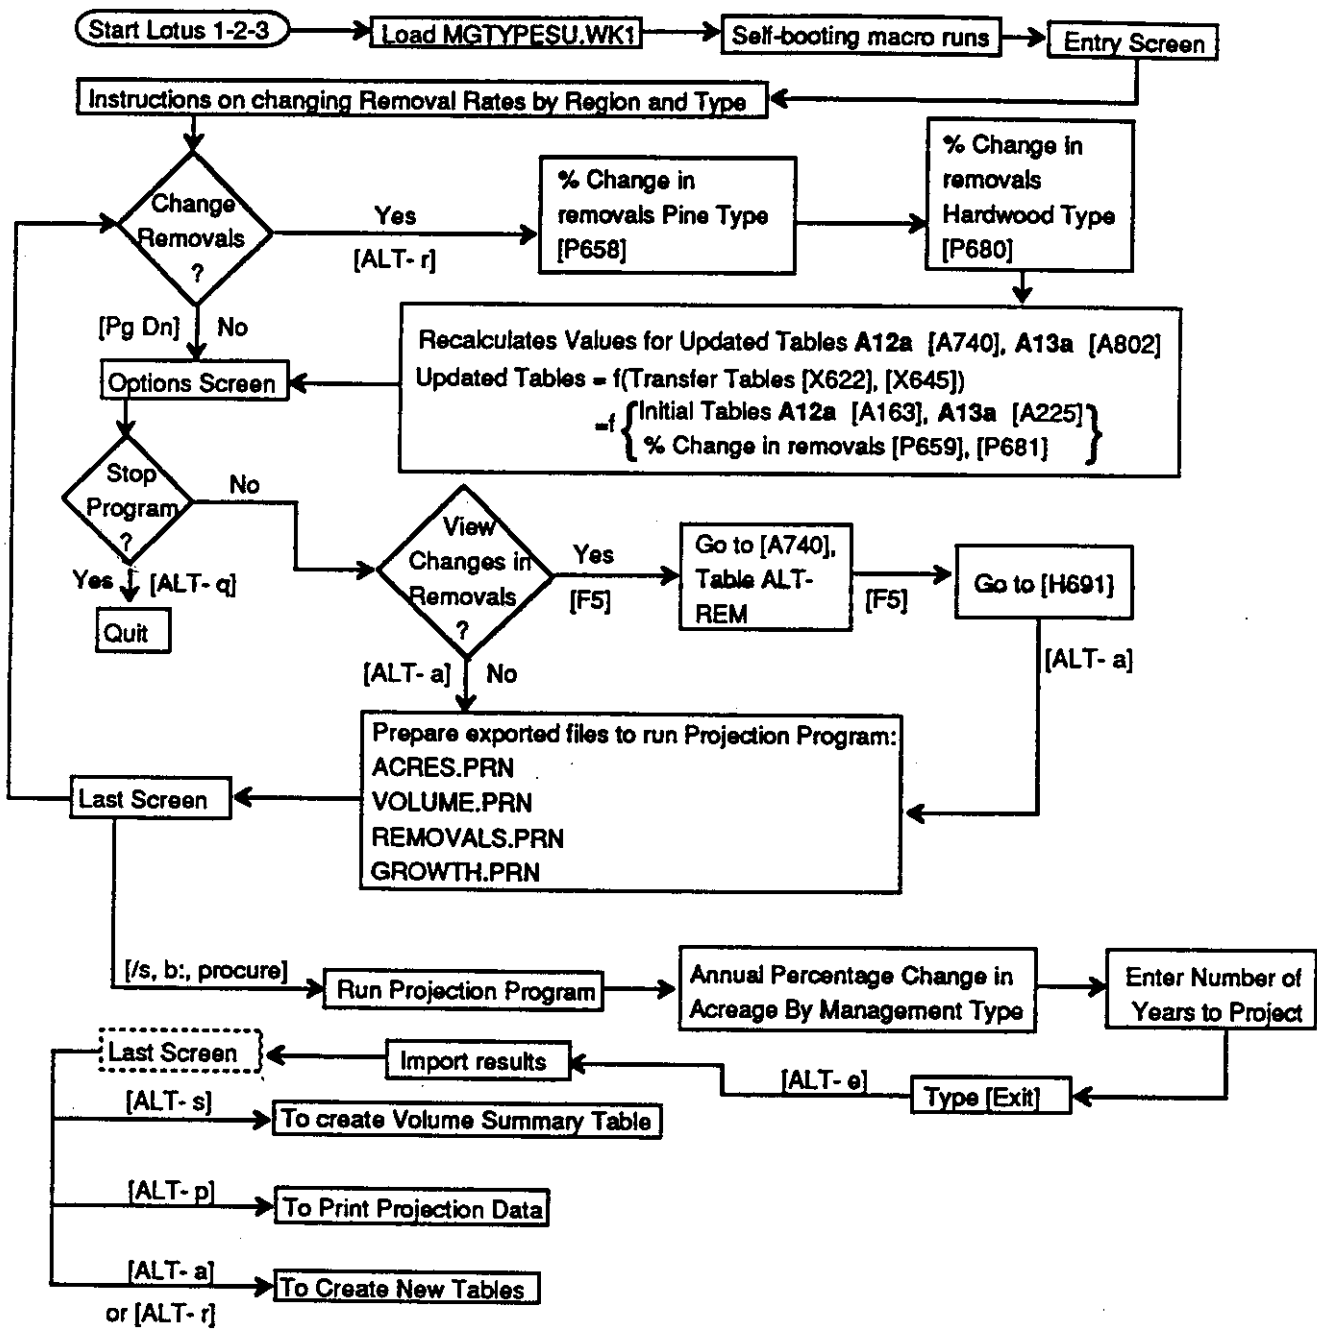 Start Lotus 1-2-3
Load MGTYPESU.WK1
Self-booting macro runs
Entry Screen
Instructions on changing Removal Rates by Region and Type
Change
Removals
?
Yes
[ALT- r]
% Change in
removals Pine Type
[P658]
% Change in
removals
Hardwood Type
[P680]
[Pg Dn] No
Options Screen
Recalculates Values for Updated Tables A12a [A740], A13a [A802]
Updated Tables = f(Transfer Tables [X622], [X645])
=f { Initial Tables A12a [A163], A13a [A225] }
% Change in removals [P659], [P681]
Stop
Program
?
No
Yes [ALT- q]
Quit
View
Changes in
Removals
?
Yes
[F5]
Go to [A740],
Table ALT-
REM
[F5]
Go to [H691]
[ALT- a]
[ALT- a] No
Prepare exported files to run Projection Program:
ACRES.PRN
VOLUME.PRN
REMOVALS.PRN
GROWTH.PRN
Last Screen
[/s, b:, procure]
Run Projection Program
Annual Percentage Change in
Acreage By Management Type
Enter Number of
Years to Project
Last Screen
Import results
[ALT- e]
Type [Exit]
[ALT- s]
To create Volume Summary Table
[ALT- p]
To Print Projection Data
[ALT- a]
or [ALT- r]
To Create New Tables